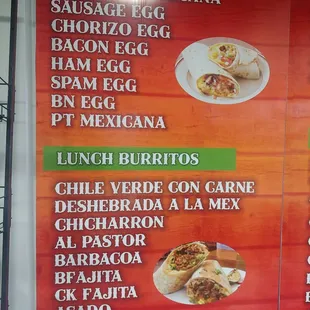 SAUSAGE EGG
CHORIZO EGG
BACON EGG
HAM EGG
SPAM EGG
BN EGG
PT MEXICANA
LUNCH BURRITOS
CHILE VERDE CON CARNE
DESHEBRADA A LA MEX
CHICHARRON
AL PASTOR
BARBACOA
BFAJITA
CK FAJITA